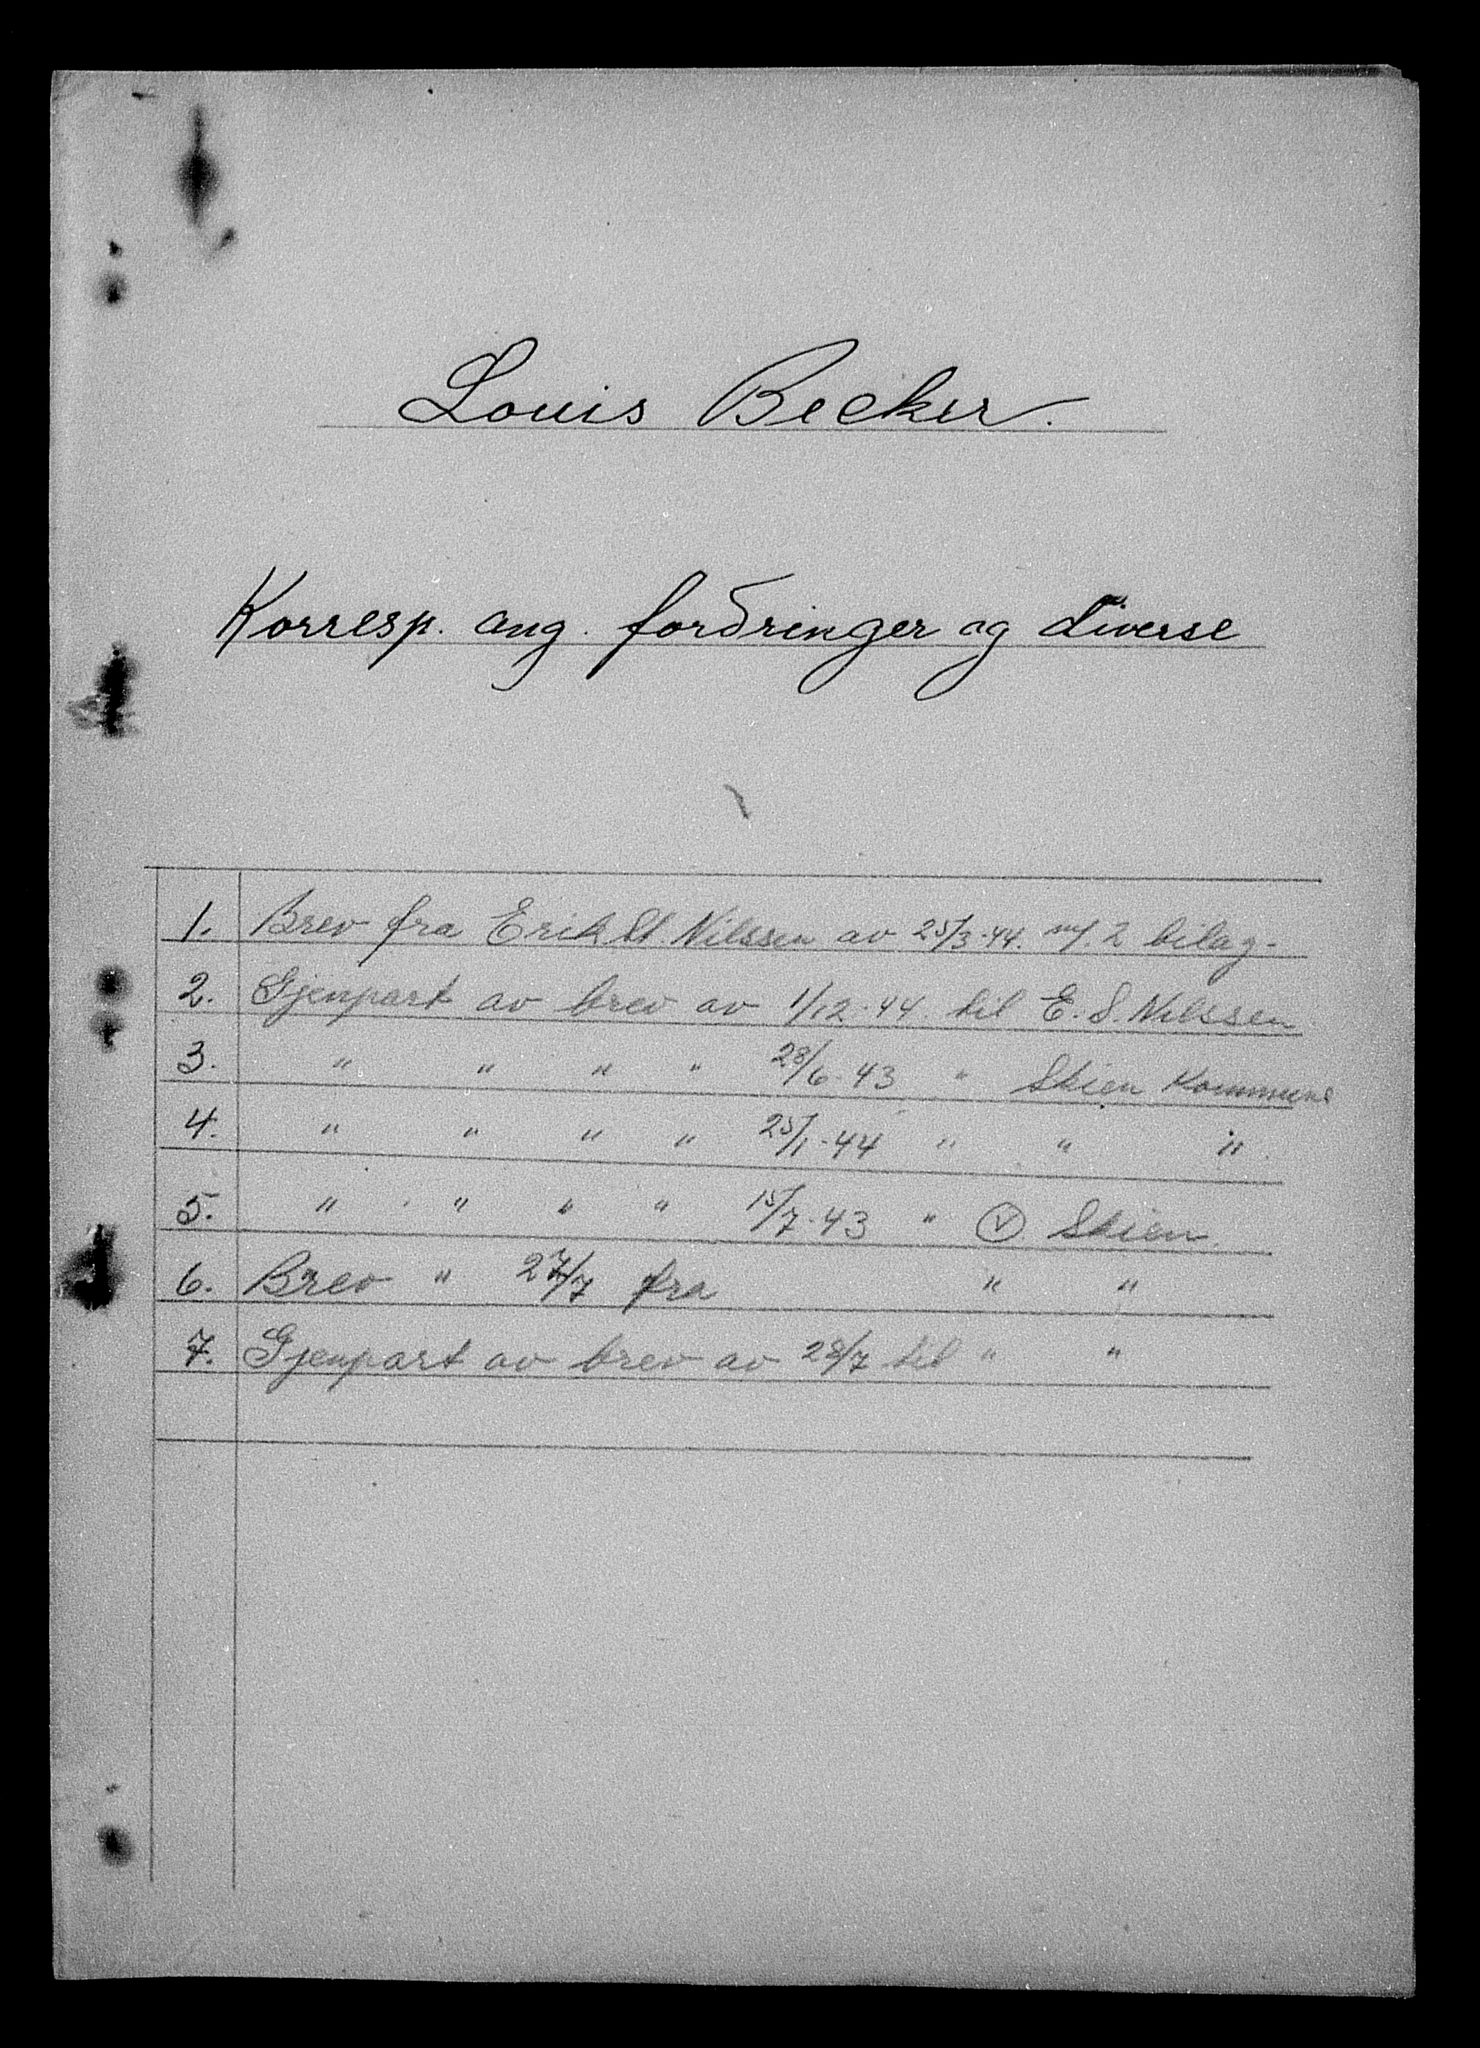 Louis Becker.
Korresp. ang. fordringer og diverse
1. Brev fra Erik St. Nilssen av 25/3-44. m/. 2 bilag-
2. Gjenpart av brev av 1/12-44. til E. S. Nilssen
3. " " " " 28/6-43 " Skien Kommune
4. " " " " 25/1-44 " " "
5. " " " " 15/7-43 " V Skien.
6. Brev " 27/7 fra " "
7. Gjenpart av brev av 28/7 til " "